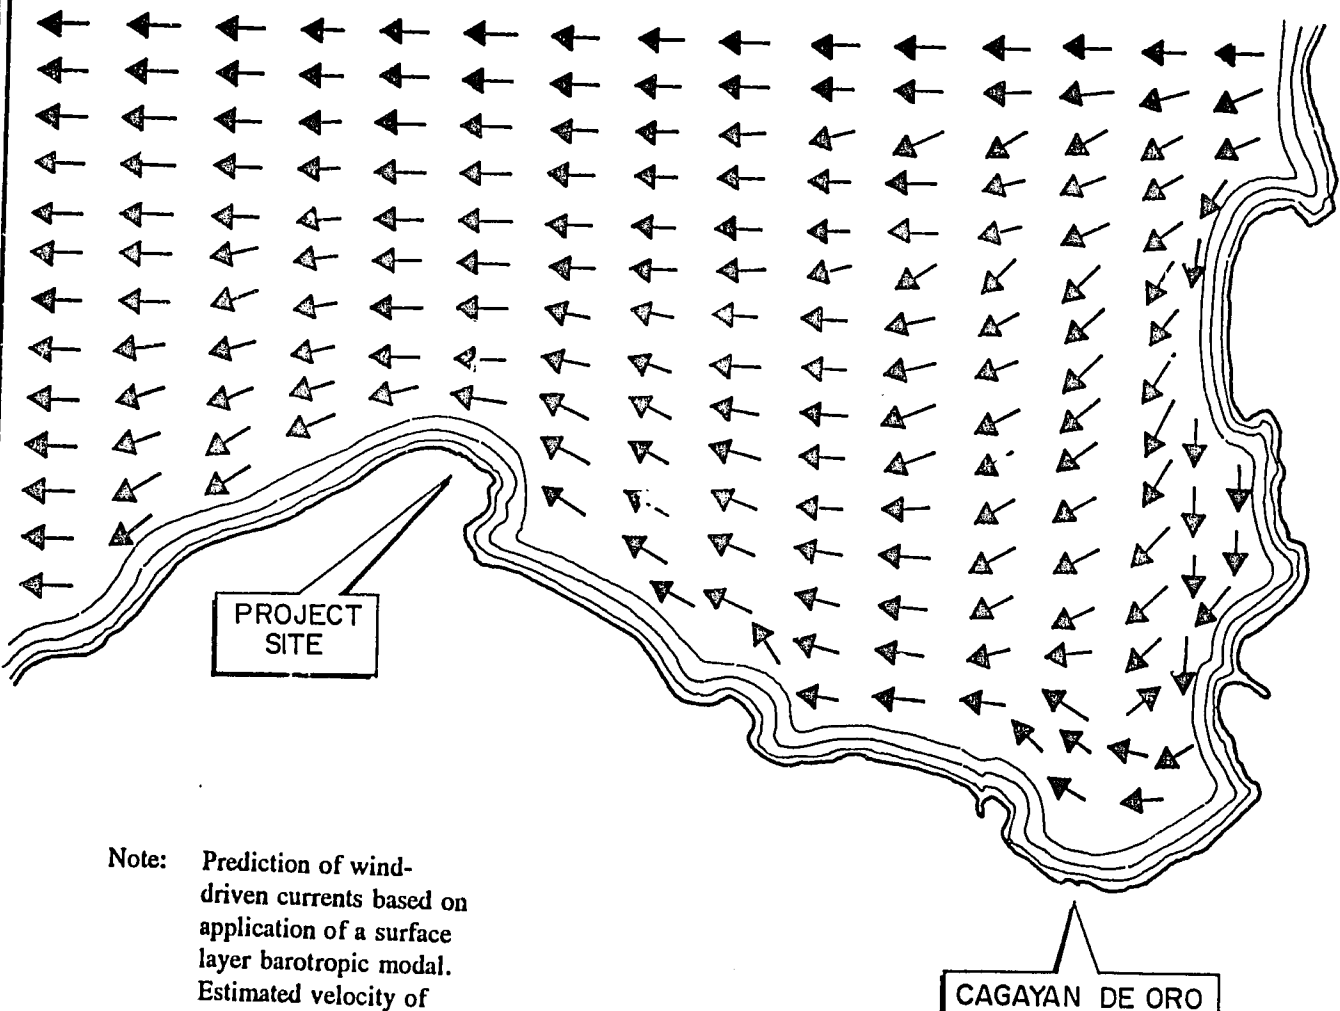 PROJECT
SITE
Note: Prediction of wind-
driven currents based on
application of a surface
layer barotropic modal.
Estimated velocity of
CAGAYAN DE ORO